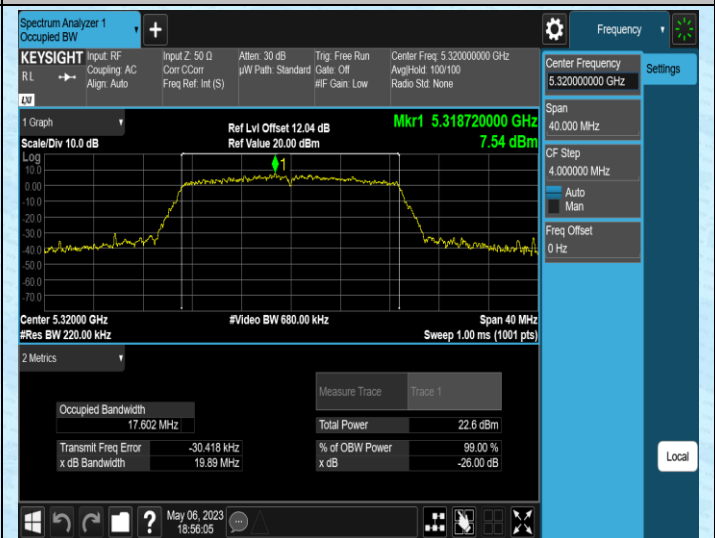 Spectrum Analyzer 1
Occupied BW
Frequency
KEYSIGHT Input: RF Input Z: 50 Ω Atten: 30 dB Trig: Free Run Center Freq: 5.320000000 GHz
RL Coupling: AC Corr CCorr µW Path: Standard Gate: Off Avg|Hold: 100/100
Align: Auto Freq Ref: Int (S) #IF Gain: Low Radio Std: None
LXI
Center Frequency
5.320000000 GHz
Settings
Span
40.000 MHz
CF Step
4.000000 MHz
Auto
Man
Freq Offset
0 Hz
1 Graph
Ref Lvl Offset 12.04 dB
Mkr1 5.318720000 GHz
Scale/Div 10.0 dB
Ref Value 20.00 dBm
7.54 dBm
Log
1
10.0
0.00
-10.0
-20.0
-30.0
-40.0
-50.0
-60.0
-70.0
Center 5.32000 GHz #Video BW 680.00 kHz Span 40 MHz
#Res BW 220.00 kHz Sweep 1.00 ms (1001 pts)
2 Metrics
Measure Trace Trace 1
Occupied Bandwidth
17.602 MHz
Total Power 22.6 dBm
Transmit Freq Error -30.418 kHz
% of OBW Power 99.00 %
x dB Bandwidth 19.89 MHz
x dB -26.00 dB
Local
?
May 06, 2023
18:56:05